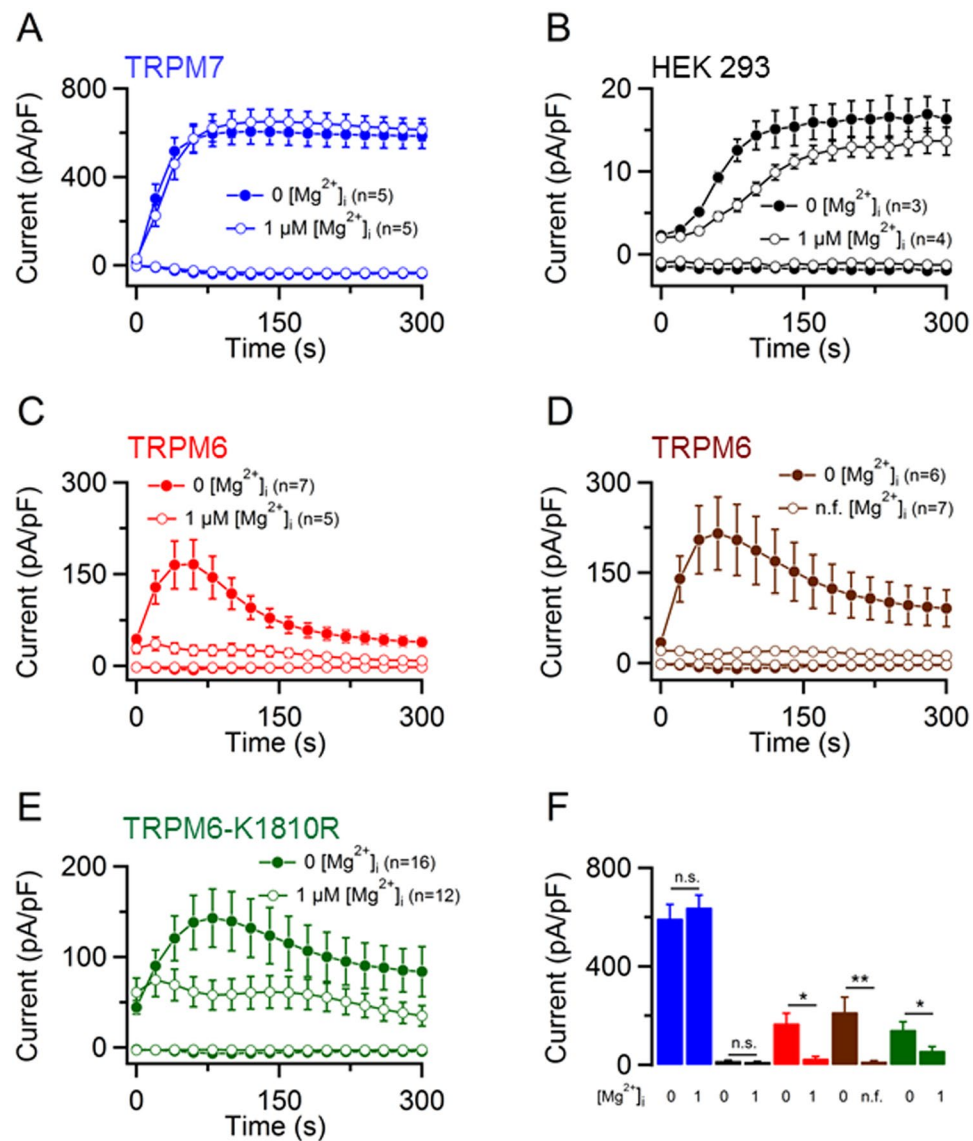 A
TRPM7
Current (pA/pF)
800
400
0
0 [Mg²⁺]ᵢ (n=5)
1 µM [Mg²⁺]ᵢ (n=5)
0 150 300
Time (s)
B
HEK 293
Current (pA/pF)
20
10
0
0 [Mg²⁺]ᵢ (n=3)
1 µM [Mg²⁺]ᵢ (n=4)
0 150 300
Time (s)
C
TRPM6
Current (pA/pF)
300
150
0
0 [Mg²⁺]ᵢ (n=7)
1 µM [Mg²⁺]ᵢ (n=5)
0 150 300
Time (s)
D
TRPM6
Current (pA/pF)
300
150
0
0 [Mg²⁺]ᵢ (n=6)
n.f. [Mg²⁺]ᵢ (n=7)
0 150 300
Time (s)
E
TRPM6-K1810R
Current (pA/pF)
200
100
0
0 [Mg²⁺]ᵢ (n=16)
1 µM [Mg²⁺]ᵢ (n=12)
0 150 300
Time (s)
F
Current (pA/pF)
800
400
0
n.s.
n.s.
*
**
*
[Mg²⁺]ᵢ 0 1 0 1 0 1 0 n.f. 0 1